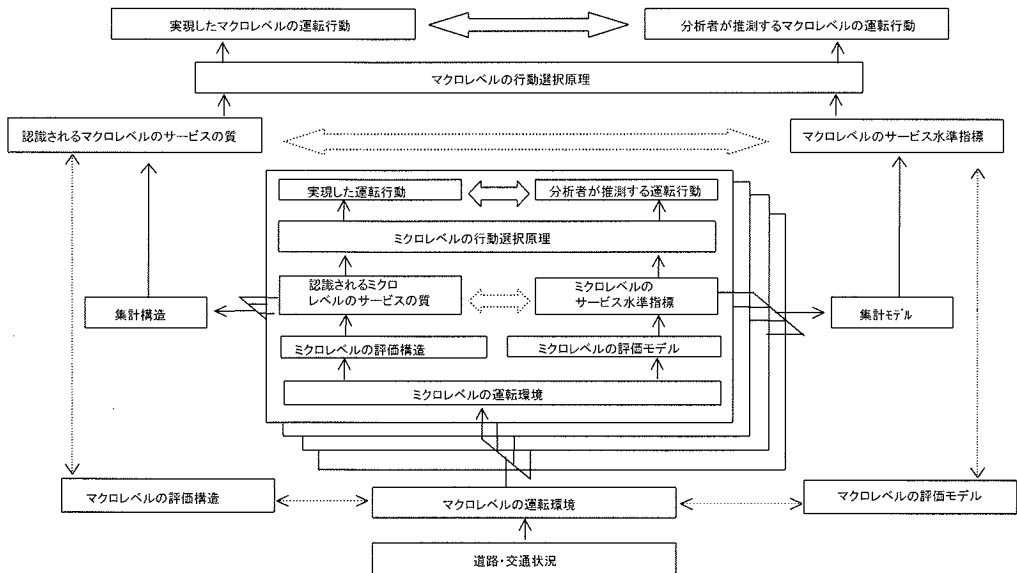 実現したマクロレベルの運転行動
分析者が推測するマクロレベルの運転行動
マクロレベルの行動選択原理
認識されるマクロレベルのサービスの質
マクロレベルのサービス水準指標
実現した運転行動
分析者が推測する運転行動
ミクロレベルの行動選択原理
認識されるミクロ
レベルのサービスの質
ミクロレベルの
サービス水準指標
集計構造
集計モデル
ミクロレベルの評価構造
ミクロレベルの評価モデル
ミクロレベルの運転環境
マクロレベルの評価構造
マクロレベルの運転環境
マクロレベルの評価モデル
道路・交通状況